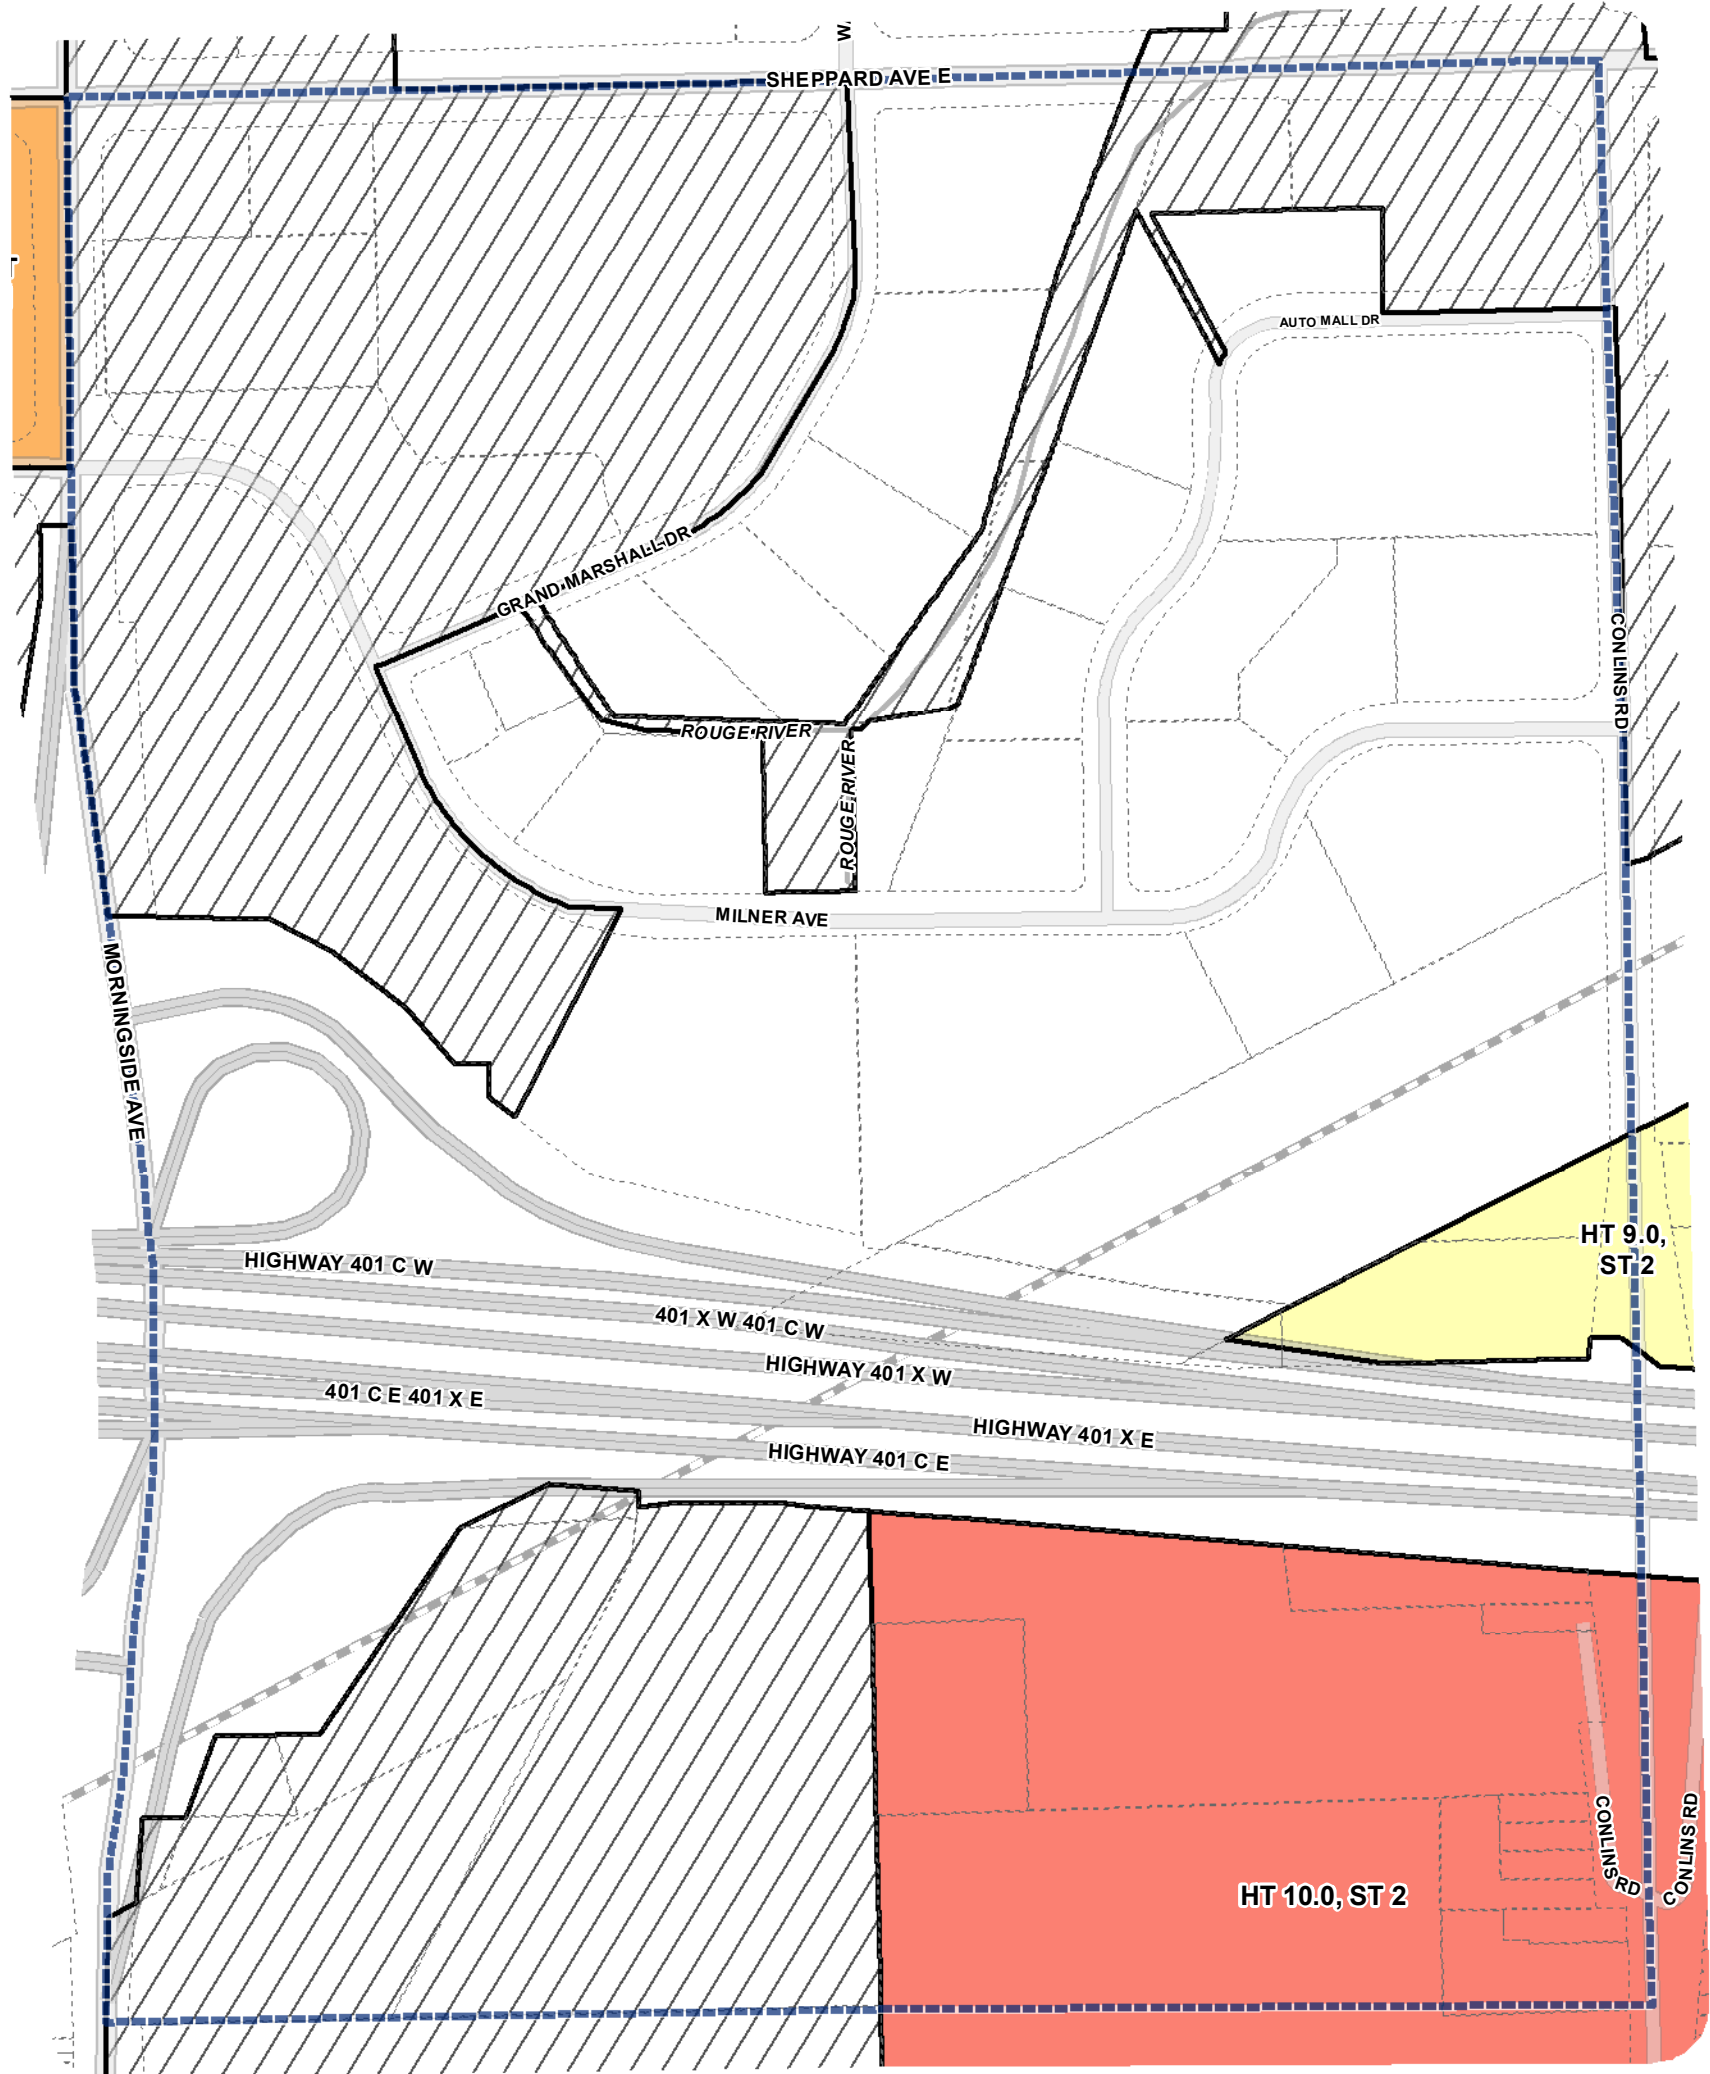 W
SHEPPARD AVE E
AUTO MALL DR
GRAND MARSHALL DR
CONLINS RD
ROUGE RIVER
ROUGE RIVER
MILNER AVE
MORNINGSIDE AVE
HT 9.0,
ST 2
HIGHWAY 401 C W
401 X W 401 C W
HIGHWAY 401 X W
401 C E 401 X E
HIGHWAY 401 X E
HIGHWAY 401 C E
CONLINS RD
CONLINS RD
HT 10.0, ST 2